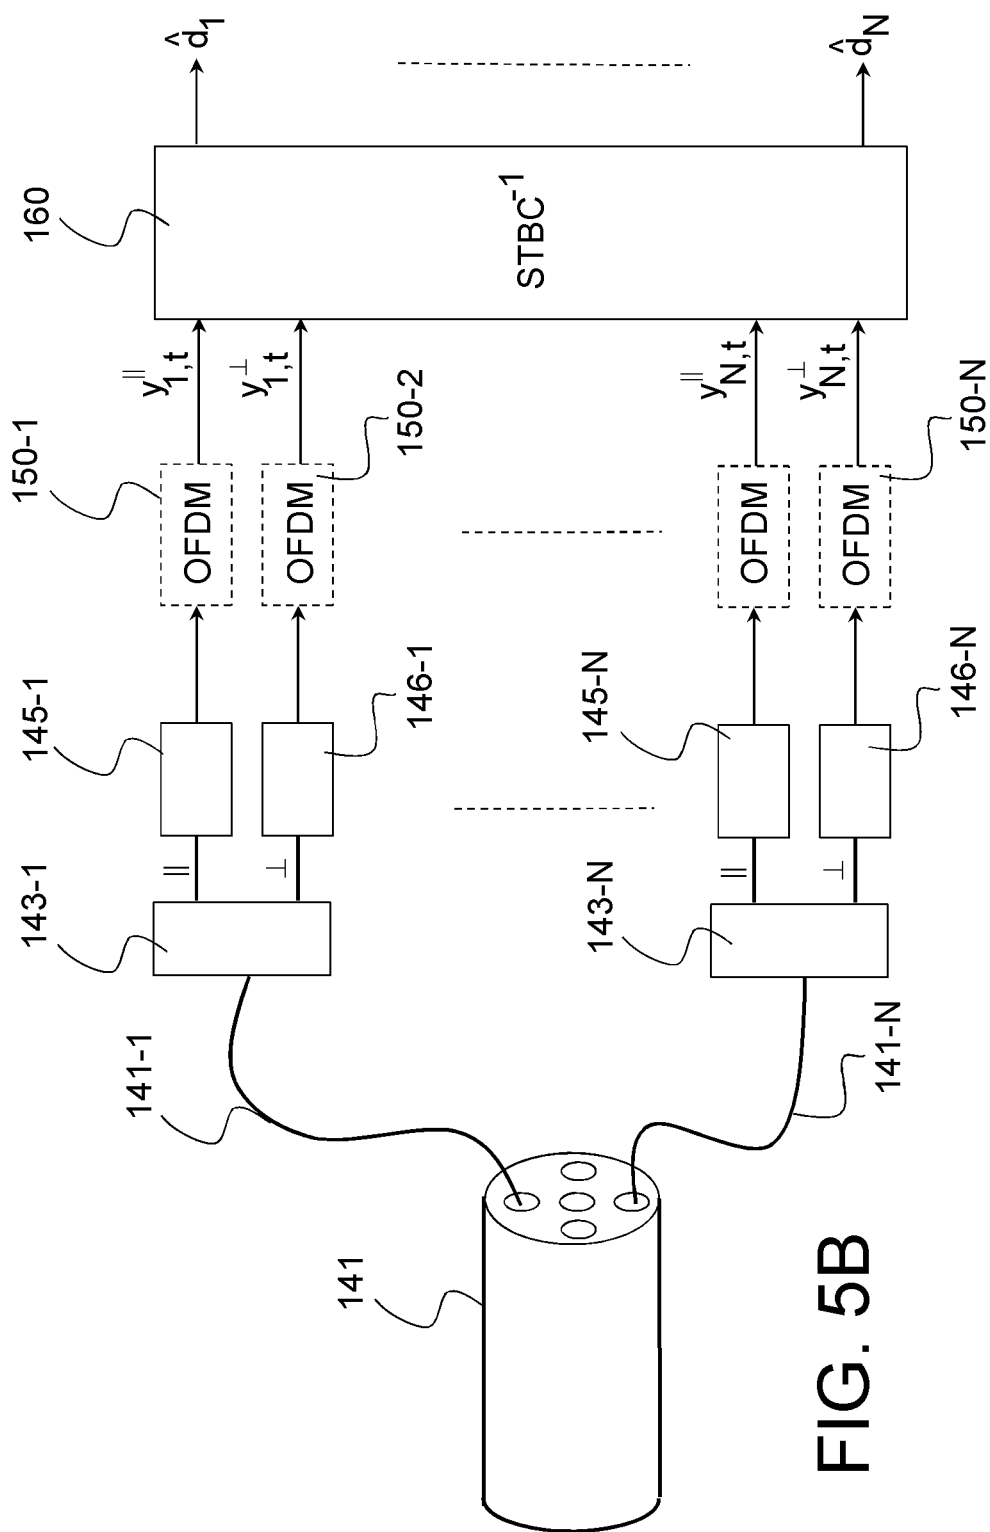 160
d̂1
d̂N
STBC⁻¹
y∥1,t
y⊥1,t
y∥N,t
y⊥N,t
150-1
150-2
150-N
OFDM
OFDM
OFDM
OFDM
145-1
146-1
145-N
146-N
∥
⊥
∥
⊥
143-1
143-N
141-1
141-N
141
FIG. 5B